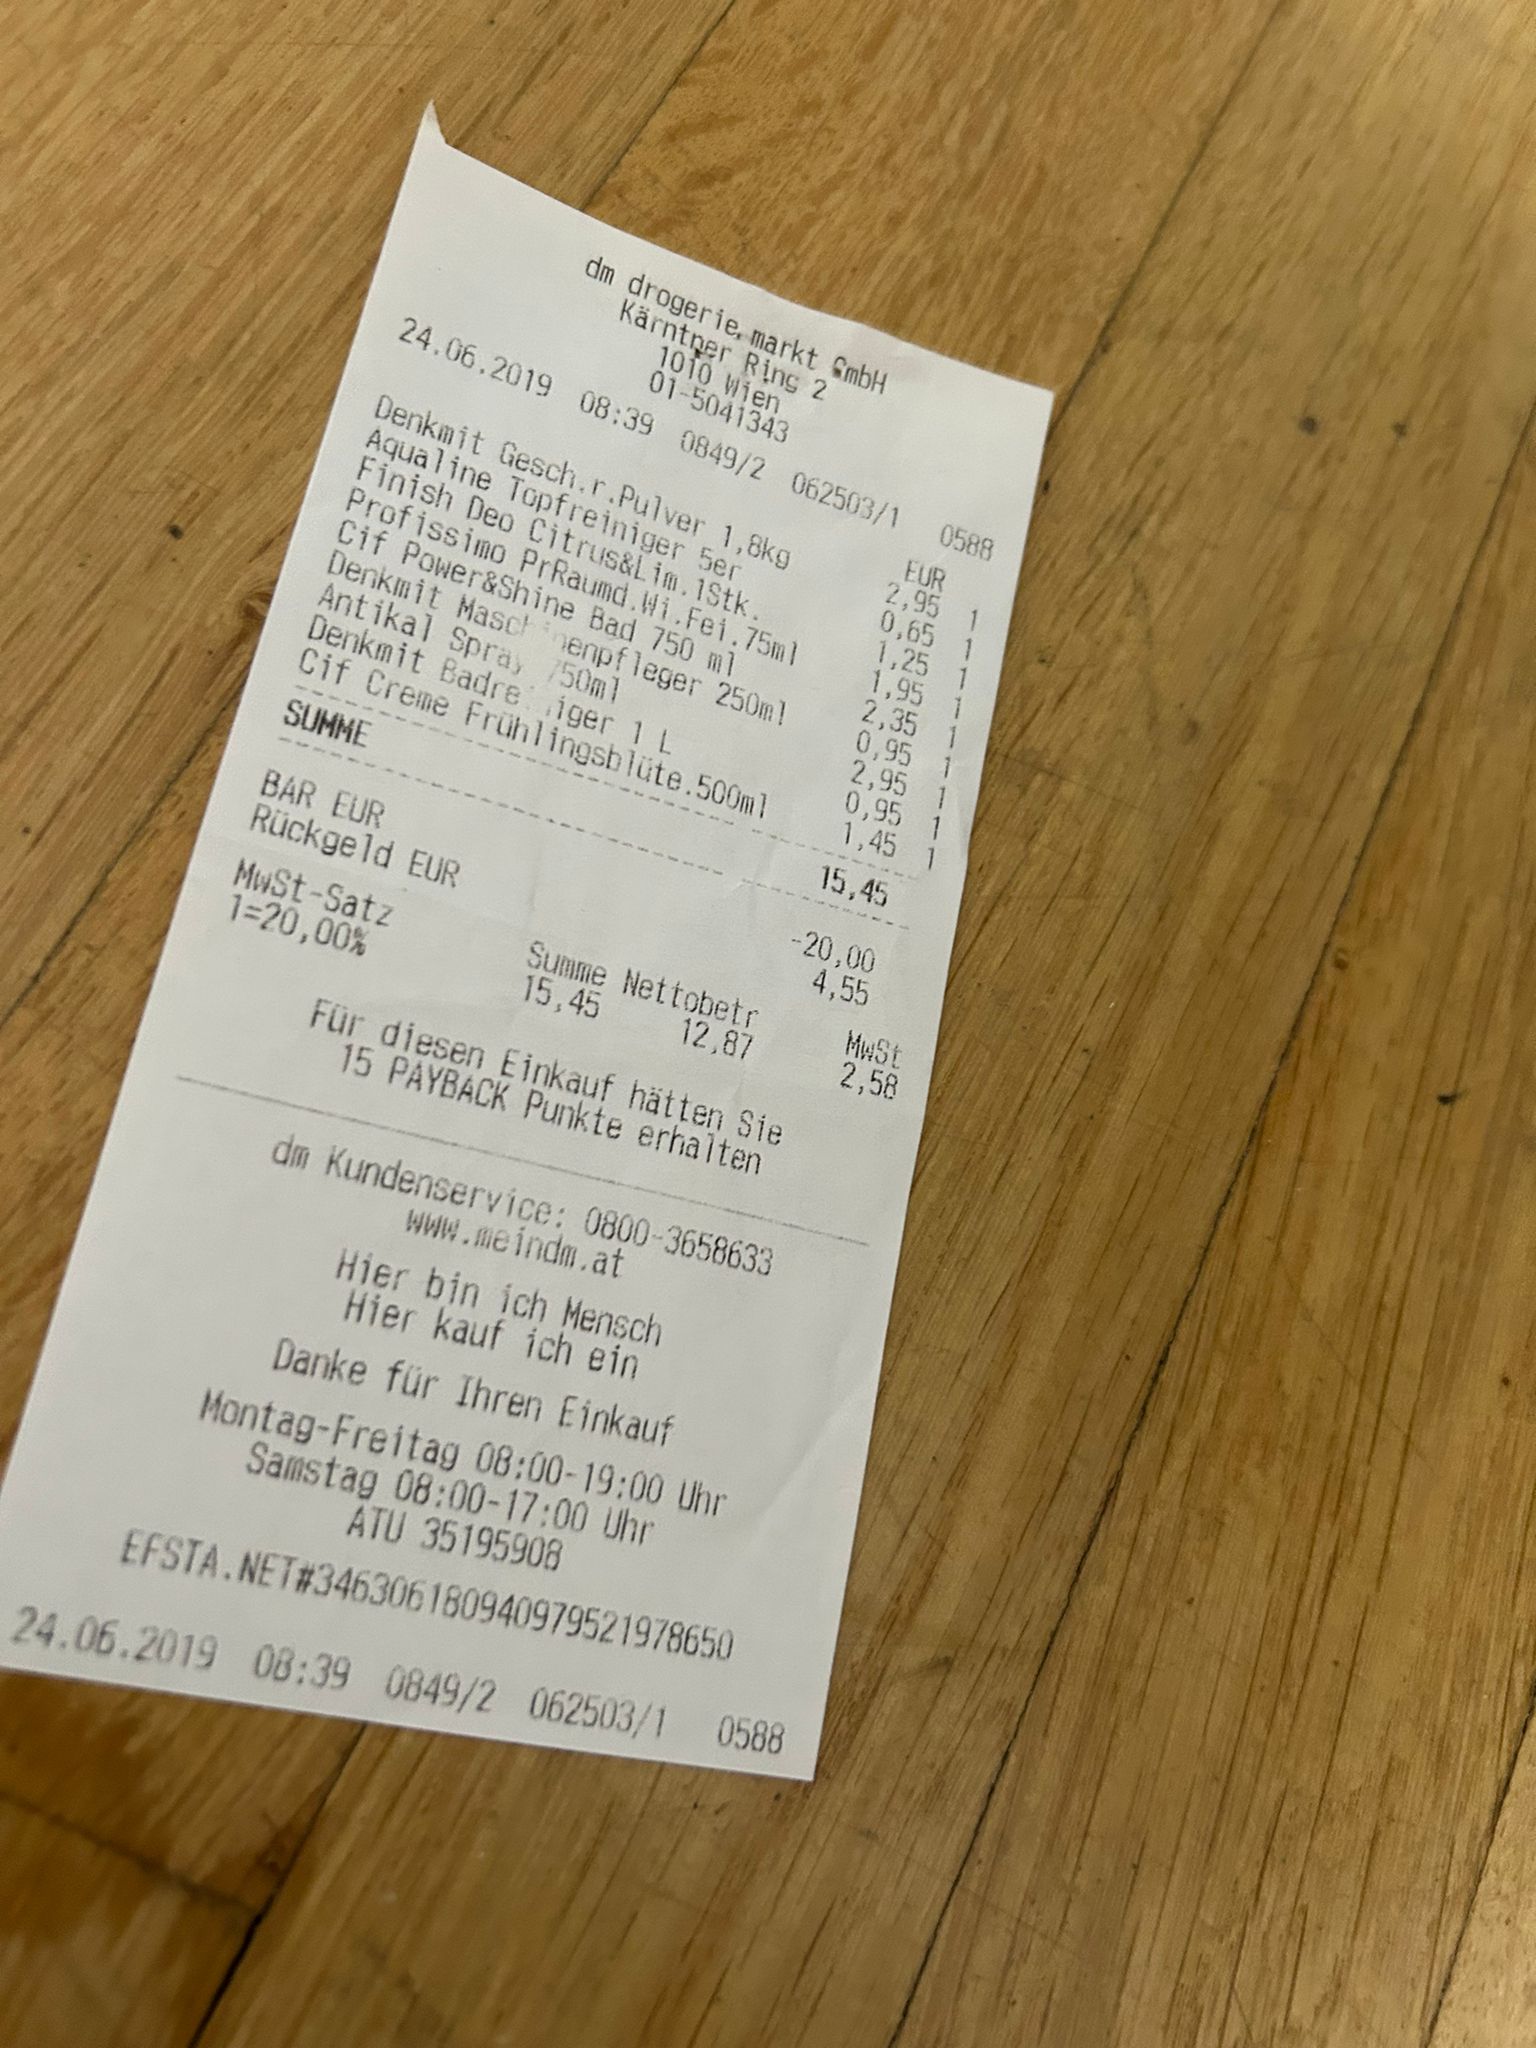 dm drogerie markt GmbH
Kärntner Ring 2
1010 Wien
01-5041343
24.06.2019 08:39 0849/2 062503/1 0588
EUR
Denkmit Gesch.r.Pulver 1,8kg 2,95 1
Aqualine Topfreiniger 5er 0,65 1
Finish Deo Citrus&Lim.1Stk. 1,25 1
Profissimo PrRaumd.Wi.Fei.75ml 1,95 1
Cif Power&Shine Bad 750 ml 2,35 1
Denkmit Maschinenpfleger 250ml 0,95 1
Antikal Spray 750ml 2,95 1
Denkmit Badreiniger 1 L 0,95 1
Cif Creme Frühlingsblüte.500ml 1,45 1
SUMME 15,45
BAR EUR -20,00
Rückgeld EUR 4,55
MwSt-Satz Summe Nettobetr MwSt
1=20,00% 15,45 12,87 2,58
Für diesen Einkauf hätten Sie
15 PAYBACK Punkte erhalten
dm Kundenservice: 0800-3658633
www.meindm.at
Hier bin ich Mensch
Hier kauf ich ein
Danke für Ihren Einkauf
Montag-Freitag 08:00-19:00 Uhr
Samstag 08:00-17:00 Uhr
ATU 35195908
EFSTA.NET#346306180940979521978650
24.06.2019 08:39 0849/2 062503/1 0588